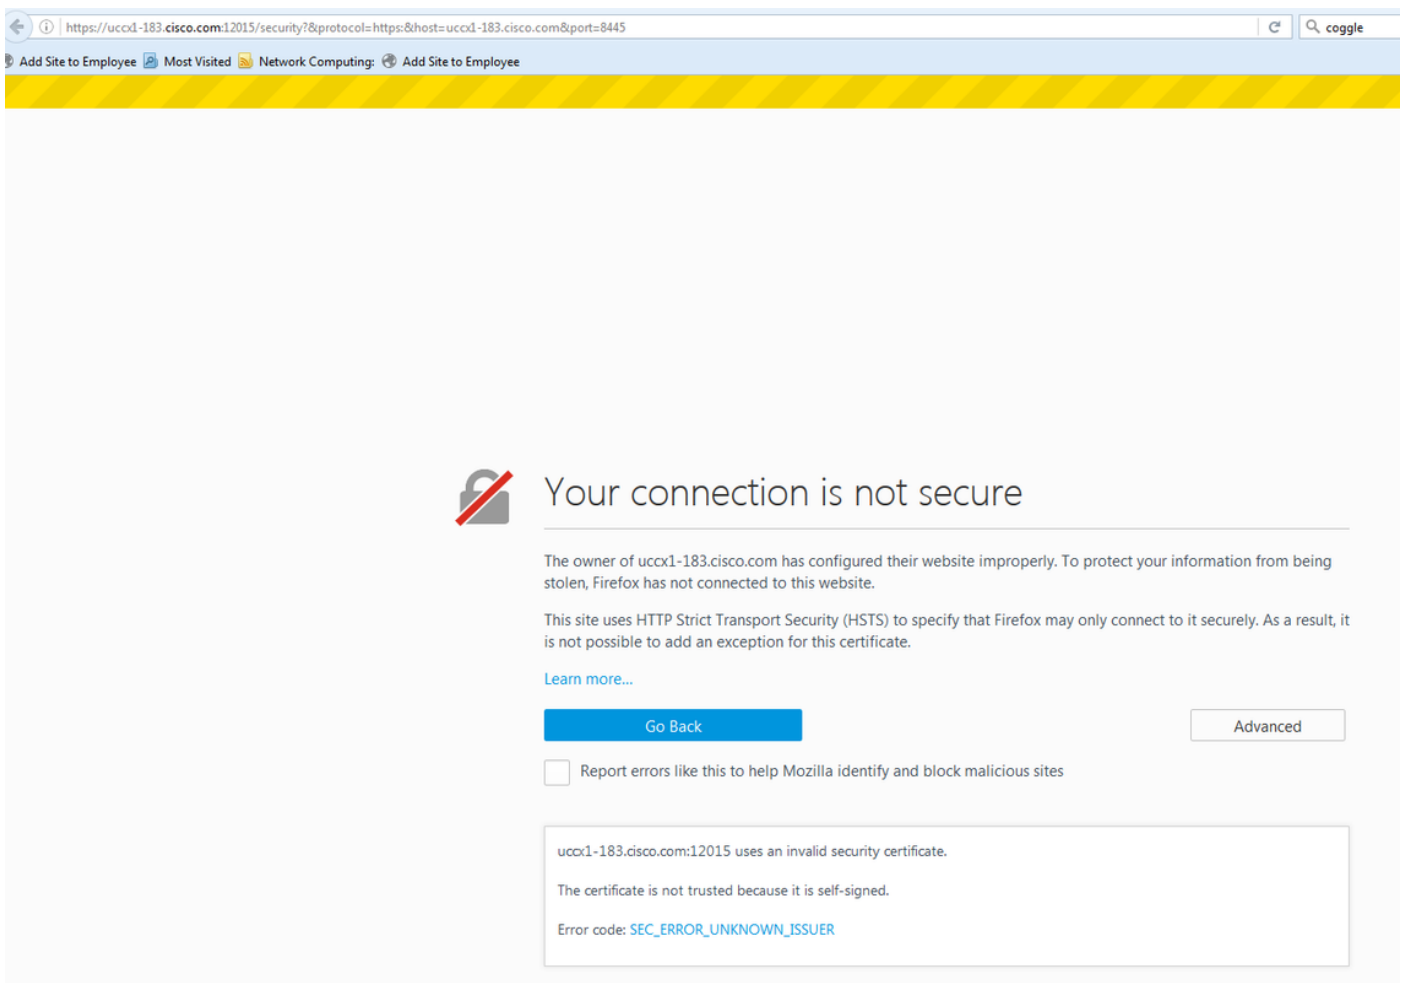 https://uccx1-183.cisco.com:12015/security?&protocol=https:&host=uccx1-183.cisco.com&port=8445
coggle
Add Site to Employee Most Visited Network Computing: Add Site to Employee
Your connection is not secure
The owner of uccx1-183.cisco.com has configured their website improperly. To protect your information from being
stolen, Firefox has not connected to this website.
This site uses HTTP Strict Transport Security (HSTS) to specify that Firefox may only connect to it securely. As a result, it
is not possible to add an exception for this certificate.
Learn more...
Go Back
Advanced
Report errors like this to help Mozilla identify and block malicious sites
uccx1-183.cisco.com:12015 uses an invalid security certificate.
The certificate is not trusted because it is self-signed.
Error code: SEC_ERROR_UNKNOWN_ISSUER